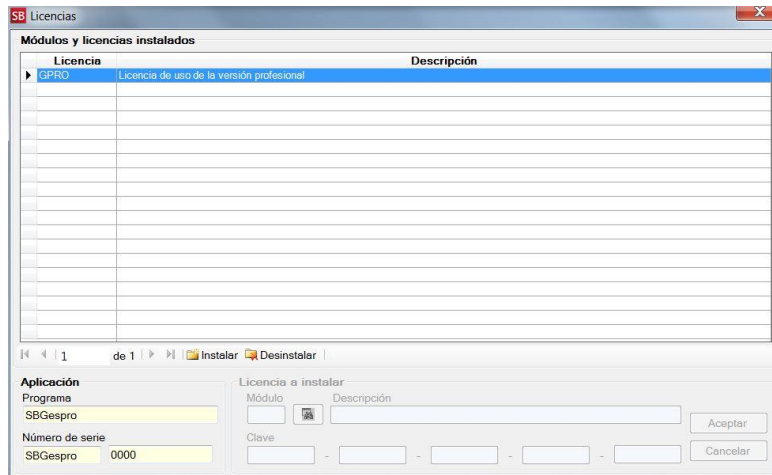 SB Licencias
Módulos y licencias instalados
Licencia Descripción
GPRO Licencia de uso de la versión profesional
1 de 1 Instalar Desinstalar
Aplicación
Programa
SBGespro
Número de serie
SBGespro 0000
Licencia a instalar
Módulo Descripción
Clave
- - - -
Aceptar
Cancelar